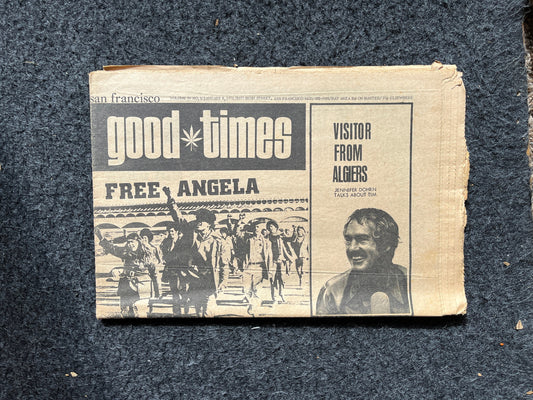 san francisco
good times
FREE ANGELA
VISITOR
FROM
ALGIERS
JENNIFER DOHRN
TALKS ABOUT TIM